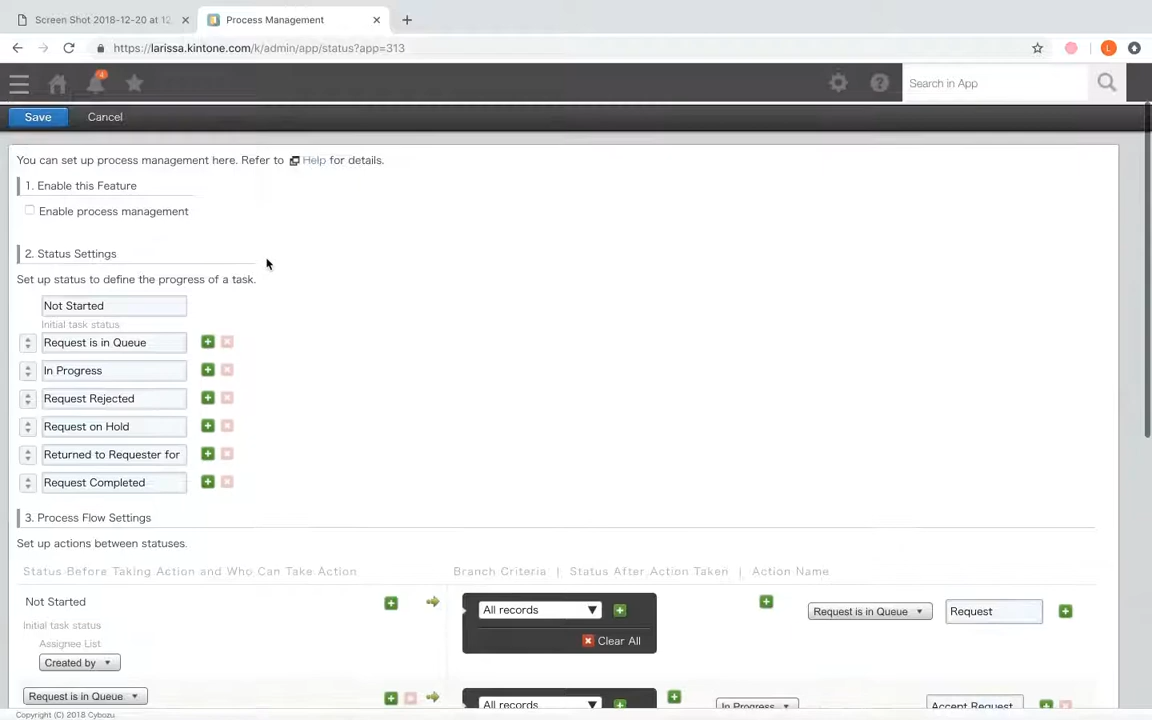 Screen Shot 2018-12-20 at 12
Process Management
https://larissa.kintone.com/k/admin/app/status?app=313
L
4
Search in App
Save
Cancel
You can set up process management here. Refer to Help for details.
1. Enable this Feature
Enable process management
2. Status Settings
Set up status to define the progress of a task.
Not Started
Initial task status
Request is in Queue
In Progress
Request Rejected
Request on Hold
Returned to Requester for
Request Completed
3. Process Flow Settings
Set up actions between statuses.
Status Before Taking Action and Who Can Take Action
Branch Criteria | Status After Action Taken | Action Name
Not Started
All records
Request is in Queue
Request
Initial task status
Clear All
Assignee List
Created by
Request is in Queue
All records
In Progress
Accept Request
Copyright (C) 2018 Cybozu